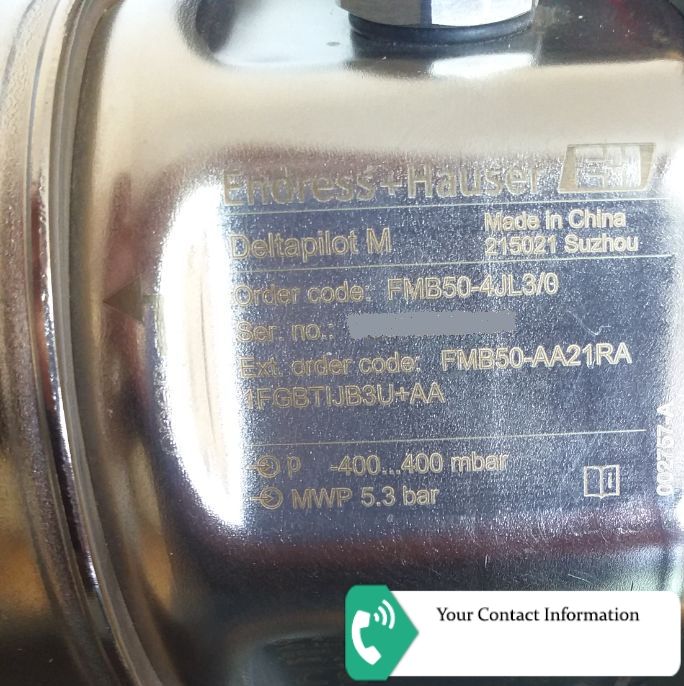 Endress+Hauser
Deltapilot M
Made in China
215021 Suzhou
Order code: FMB50-4JL3/0
Ser. no.:
Ext. order code: FMB50-AA21RA
1FGBTIJB3U+AA
p -400...400 mbar
MWP 5.3 bar
002757-A
Your Contact Information